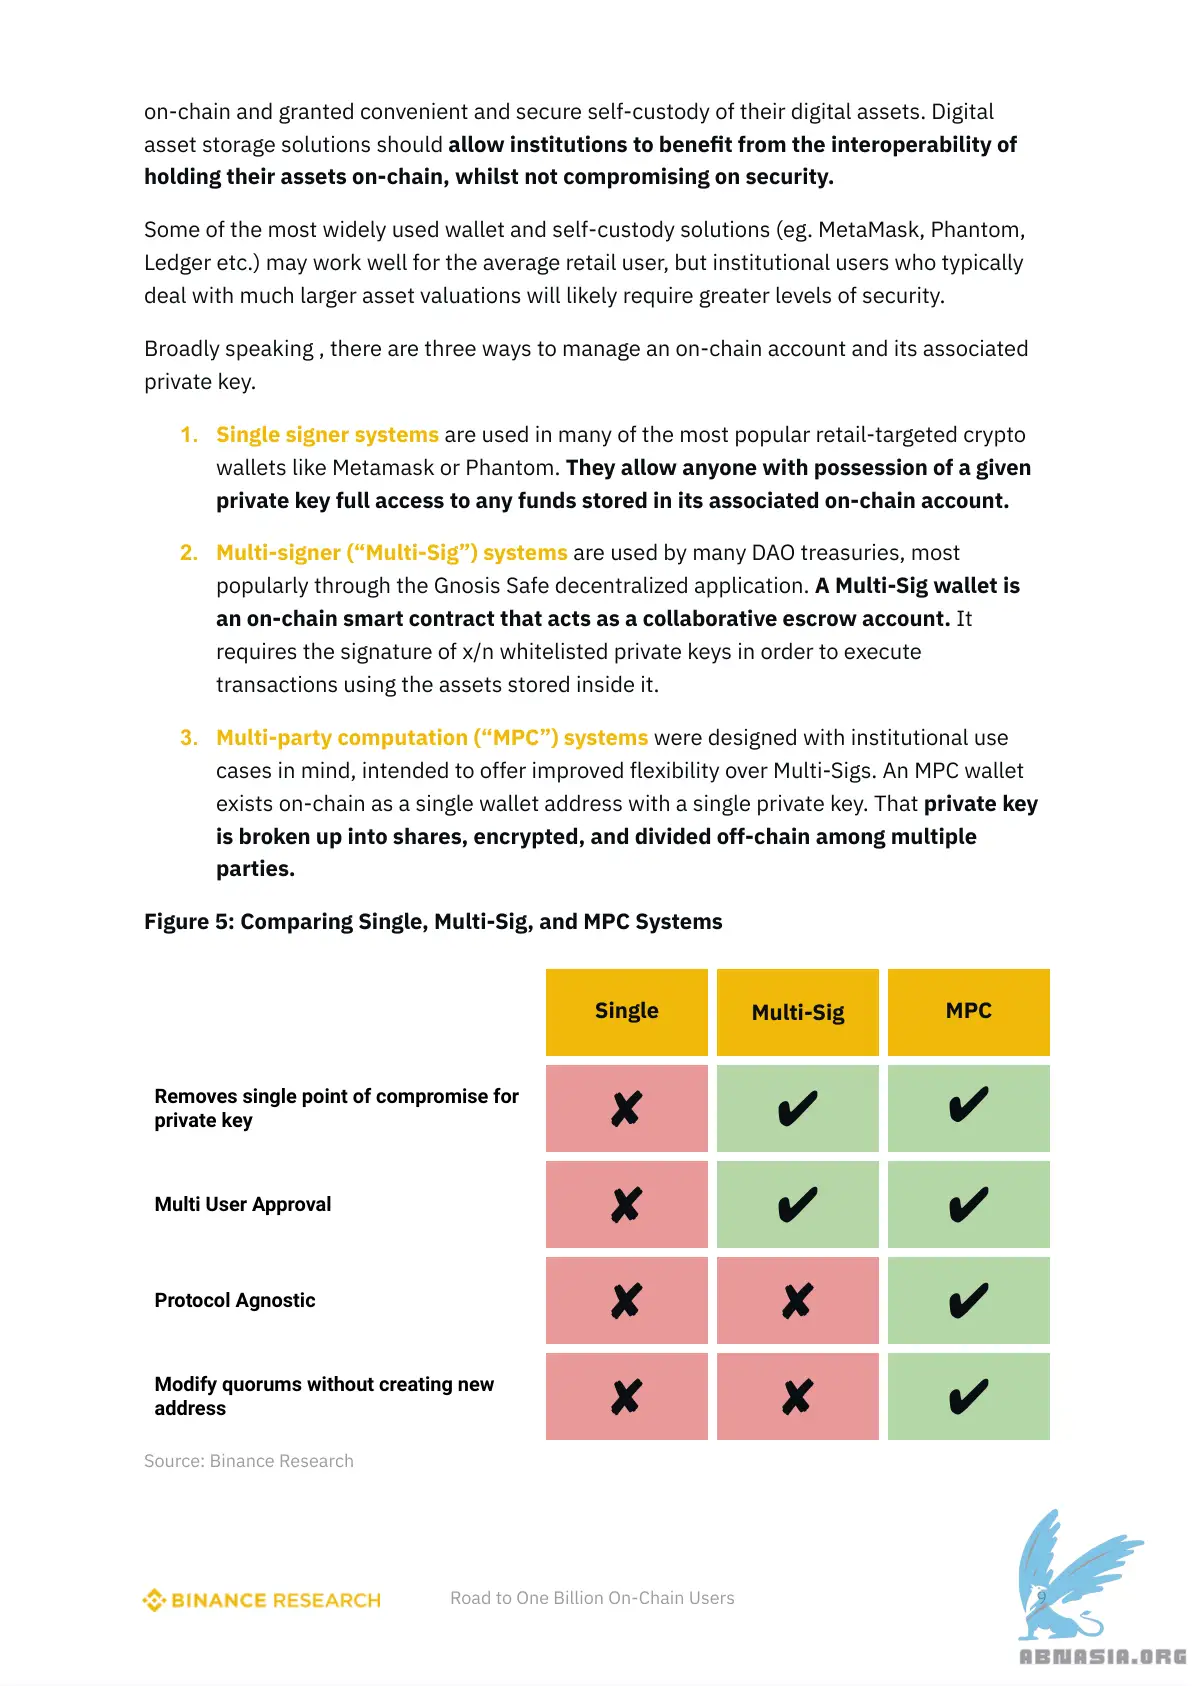 on-chain and granted convenient and secure self-custody of their digital assets. Digital
asset storage solutions should allow institutions to benefit from the interoperability of
holding their assets on-chain, whilst not compromising on security.
Some of the most widely used wallet and self-custody solutions (eg. MetaMask, Phantom,
Ledger etc.) may work well for the average retail user, but institutional users who typically
deal with much larger asset valuations will likely require greater levels of security.
Broadly speaking , there are three ways to manage an on-chain account and its associated
private key.
1. Single signer systems are used in many of the most popular retail-targeted crypto
wallets like Metamask or Phantom. They allow anyone with possession of a given
private key full access to any funds stored in its associated on-chain account.
2. Multi-signer (“Multi-Sig”) systems are used by many DAO treasuries, most
popularly through the Gnosis Safe decentralized application. A Multi-Sig wallet is
an on-chain smart contract that acts as a collaborative escrow account. It
requires the signature of x/n whitelisted private keys in order to execute
transactions using the assets stored inside it.
3. Multi-party computation (“MPC”) systems were designed with institutional use
cases in mind, intended to offer improved flexibility over Multi-Sigs. An MPC wallet
exists on-chain as a single wallet address with a single private key. That private key
is broken up into shares, encrypted, and divided off-chain among multiple
parties.
Figure 5: Comparing Single, Multi-Sig, and MPC Systems
Single Multi-Sig MPC
Removes single point of compromise for
private key ✘ ✔ ✔
Multi User Approval ✘ ✔ ✔
Protocol Agnostic ✘ ✘ ✔
Modify quorums without creating new
address ✘ ✘ ✔
Source: Binance Research
BINANCE RESEARCH
Road to One Billion On-Chain Users
9
ABNASIA.ORG